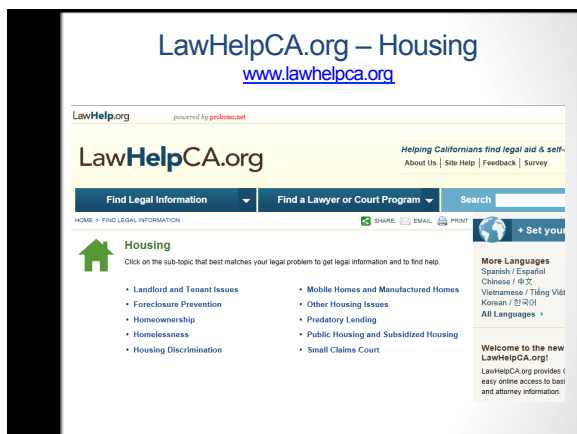 LawHelpCA.org – Housing
www.lawhelpca.org
LawHelp.org powered by probono.net
LawHelpCA.org
Helping Californians find legal aid & self-
About Us | Site Help | Feedback | Survey
Find Legal Information
Find a Lawyer or Court Program
Search
HOME > FIND LEGAL INFORMATION
SHARE EMAIL PRINT
+ Set your
Housing
Click on the sub-topic that best matches your legal problem to get legal information and to find help.
• Landlord and Tenant Issues
• Foreclosure Prevention
• Homeownership
• Homelessness
• Housing Discrimination
• Mobile Homes and Manufactured Homes
• Other Housing Issues
• Predatory Lending
• Public Housing and Subsidized Housing
• Small Claims Court
More Languages
Spanish / Español
Chinese / 中文
Vietnamese / Tiếng Việt
Korean / 한국어
All Languages ›
Welcome to the new
LawHelpCA.org!
LawHelpCA.org provides
easy online access to basi
and attorney information.